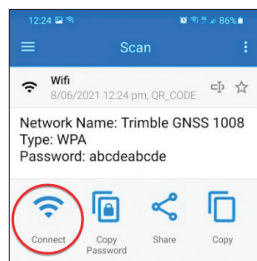 12:24 86%
Scan
Wifi
8/06/2021 12:24 pm, QR_CODE
Network Name: Trimble GNSS 1008
Type: WPA
Password: abcdeabcde
Connect Copy Password Share Copy